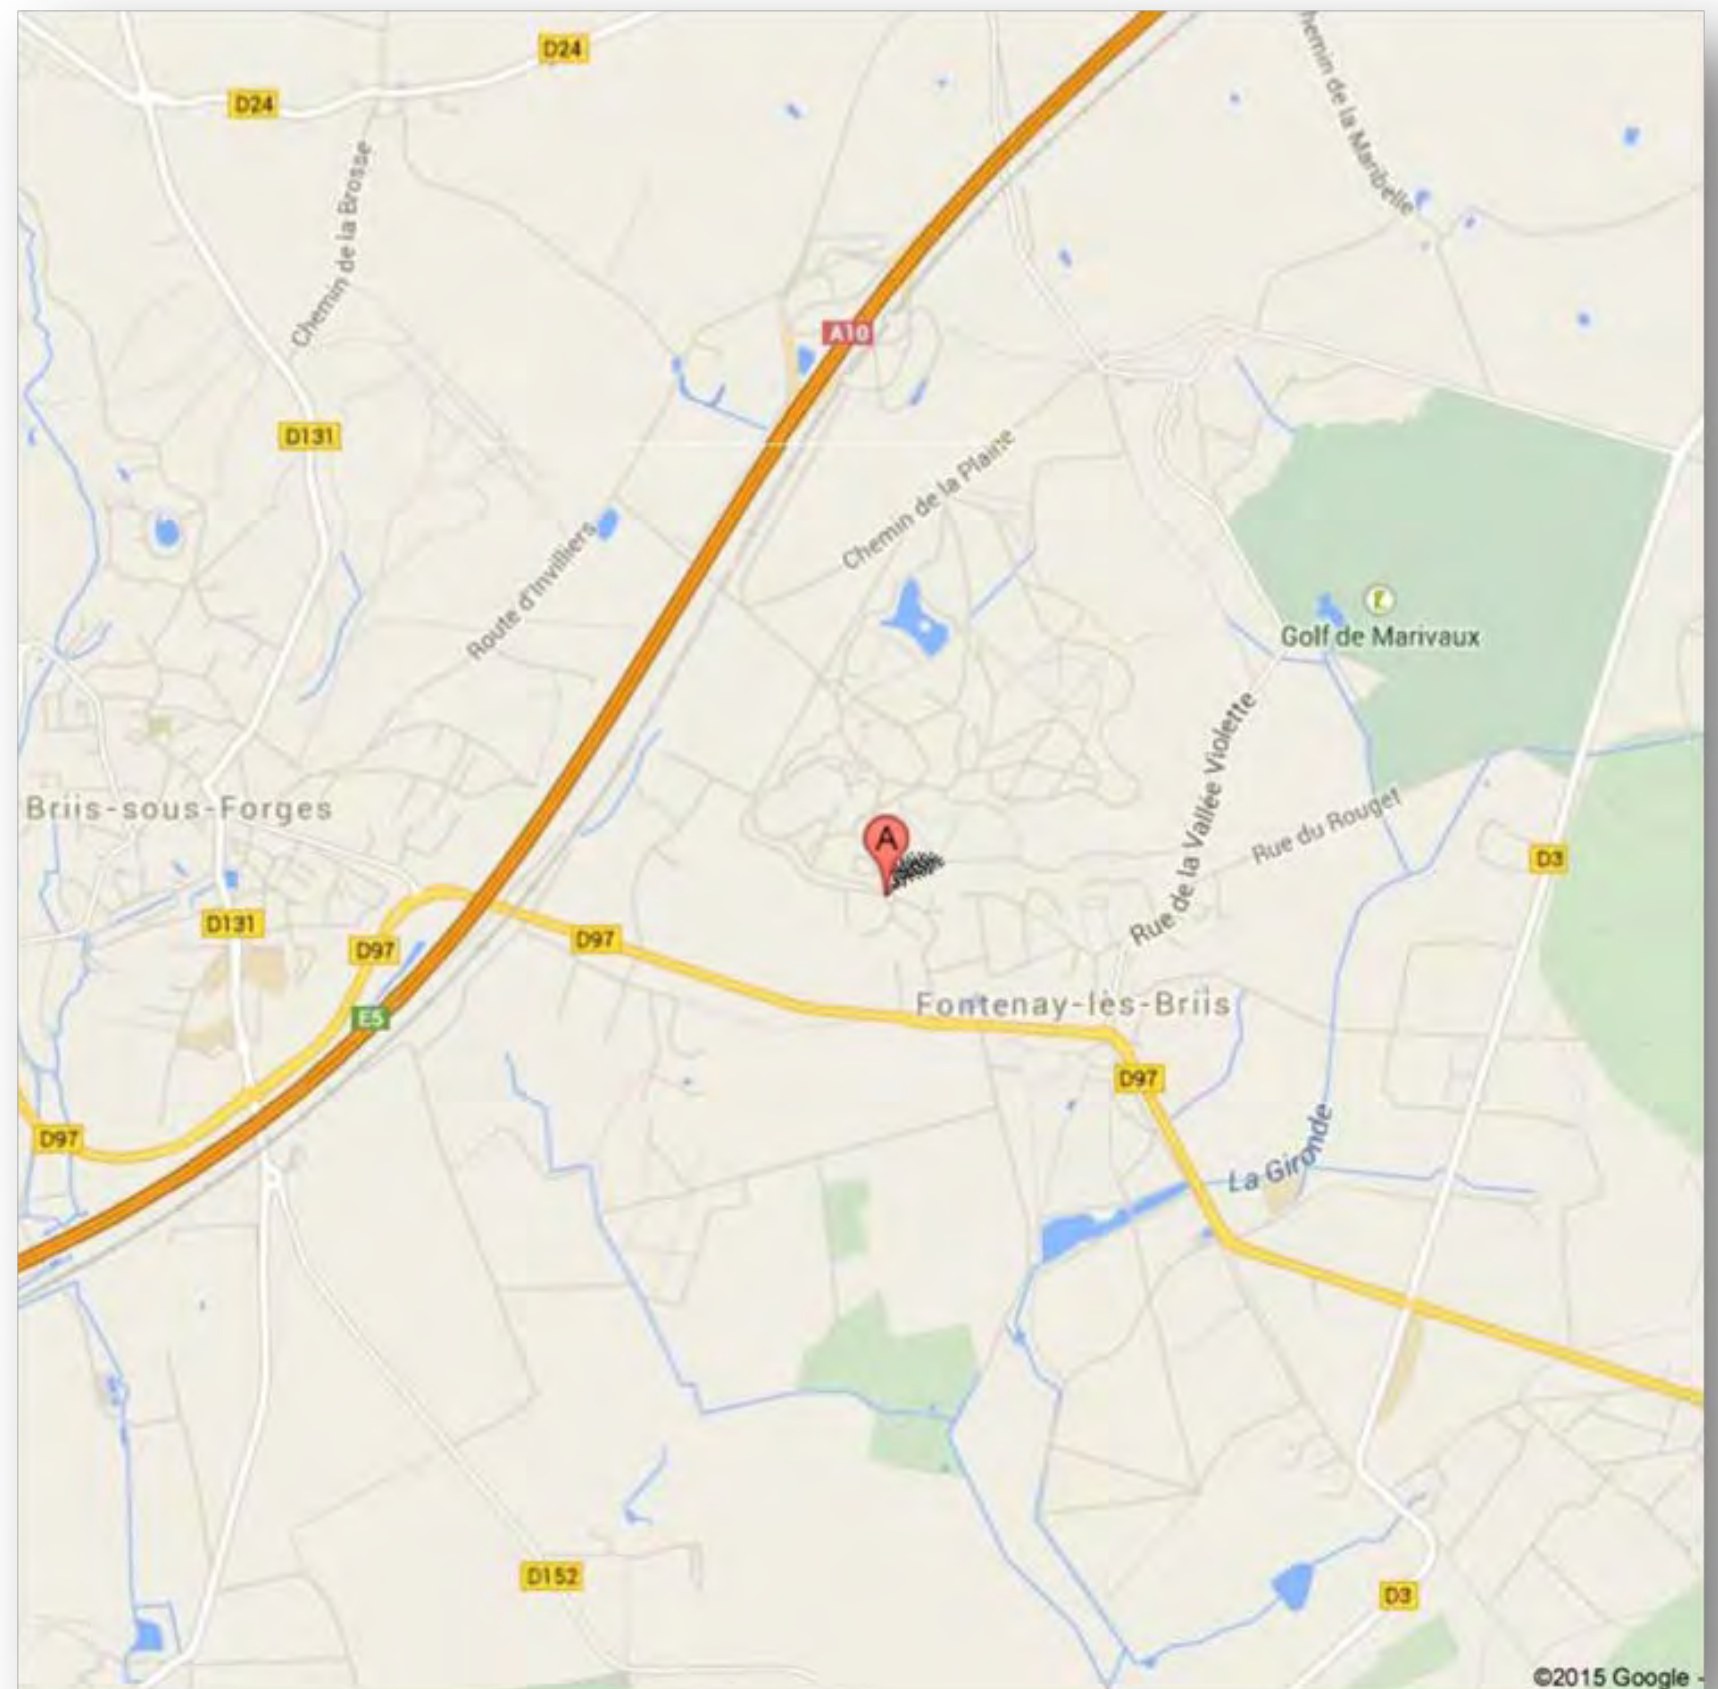 D24
D24
Chemin de la Brosse
hemin de la Maribelle
A10
D131
Chemin de la Plaine
Route d'Invilliers
Golf de Marivaux
Rue de la Vallée Violette
Briis-sous-Forges
Rue du Rouget
A
D3
D131
D97
D97
Fontenay-lès-Briis
E5
D97
D97
La Gironde
D152
D3
©2015 Google -